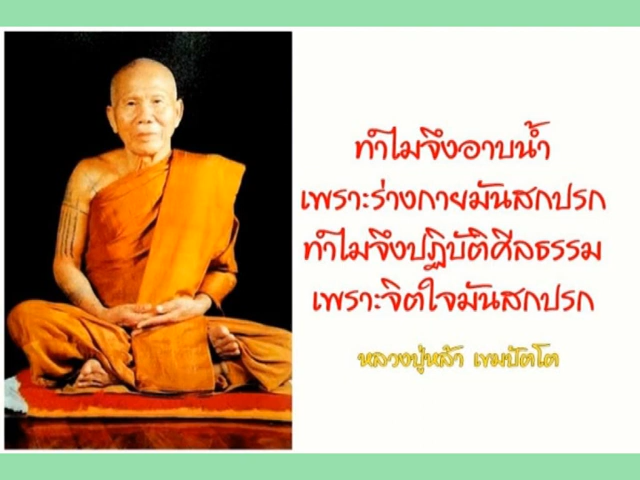 ทำไมจึงอาบน้ำ
เพราะร่างกายมันสกปรก
ทำไมจึงปฏิบัติศีลธรรม
เพราะจิตใจมันสกปรก
หลวงปู่หล้า เขมปัตโต